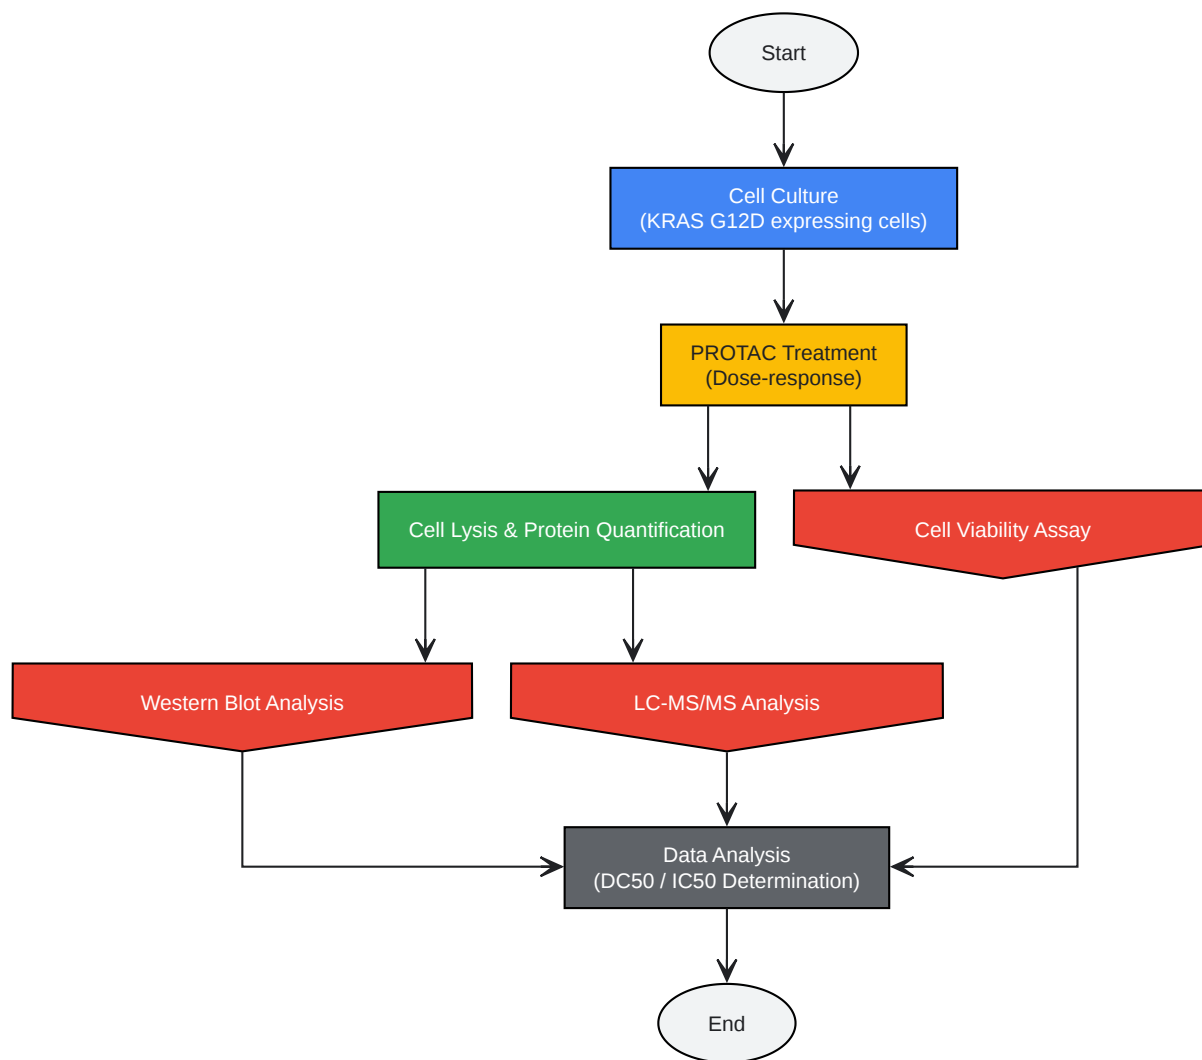 Start
Cell Culture
(KRAS G12D expressing cells)
PROTAC Treatment
(Dose-response)
Cell Lysis & Protein Quantification
Cell Viability Assay
Western Blot Analysis
LC-MS/MS Analysis
Data Analysis
(DC50 / IC50 Determination)
End